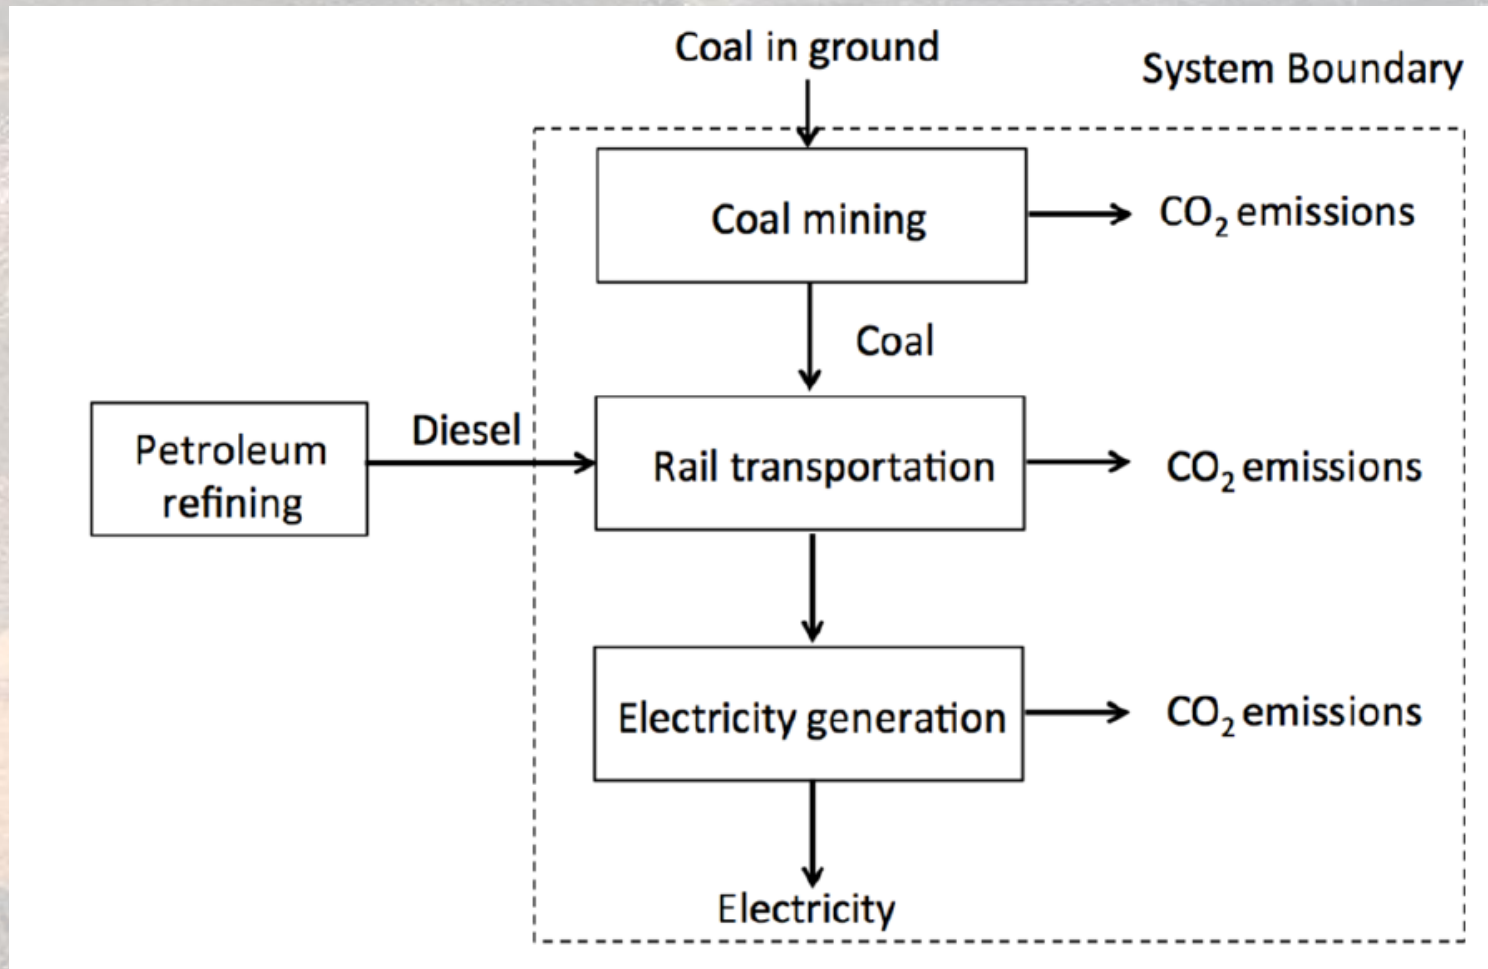 Coal in ground
System Boundary
Coal mining
CO₂ emissions
Coal
Petroleum
refining
Diesel
Rail transportation
CO₂ emissions
Electricity generation
CO₂ emissions
Electricity